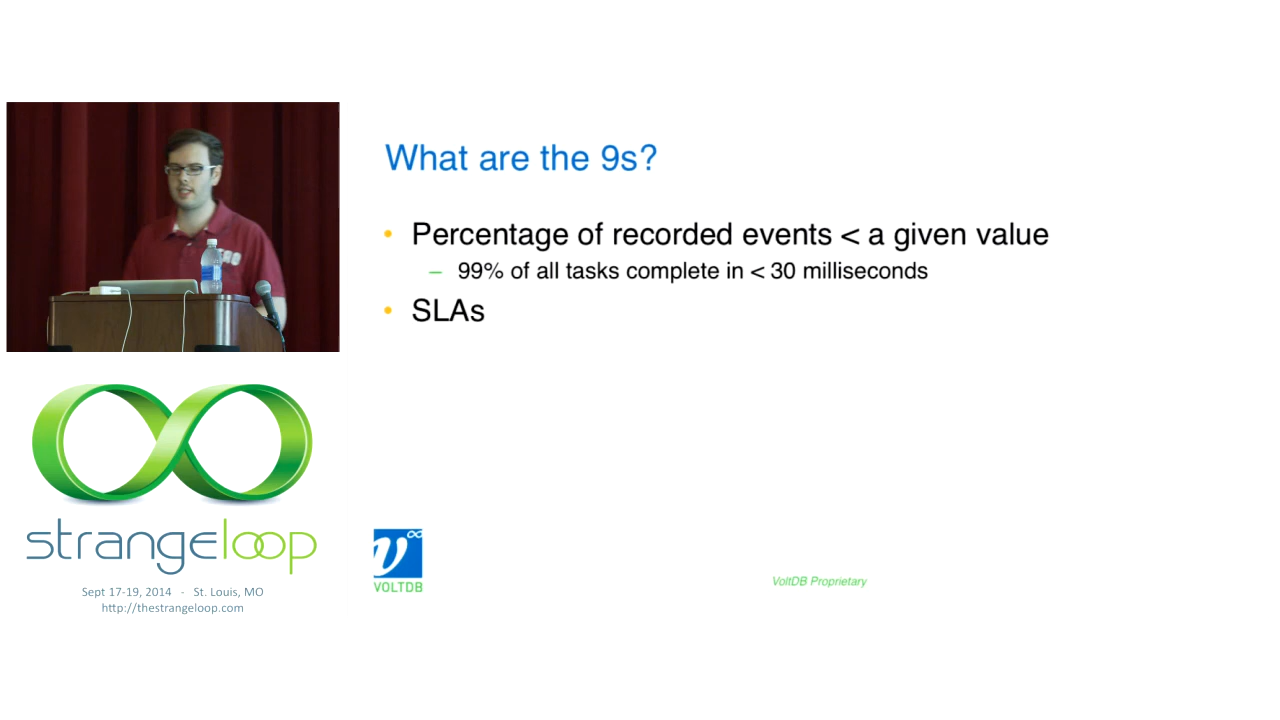 What are the 9s?
• Percentage of recorded events < a given value
– 99% of all tasks complete in < 30 milliseconds
• SLAs
strangeloop
Sept 17-19, 2014 - St. Louis, MO
http://thestrangeloop.com
VOLTDB
VoltDB Proprietary